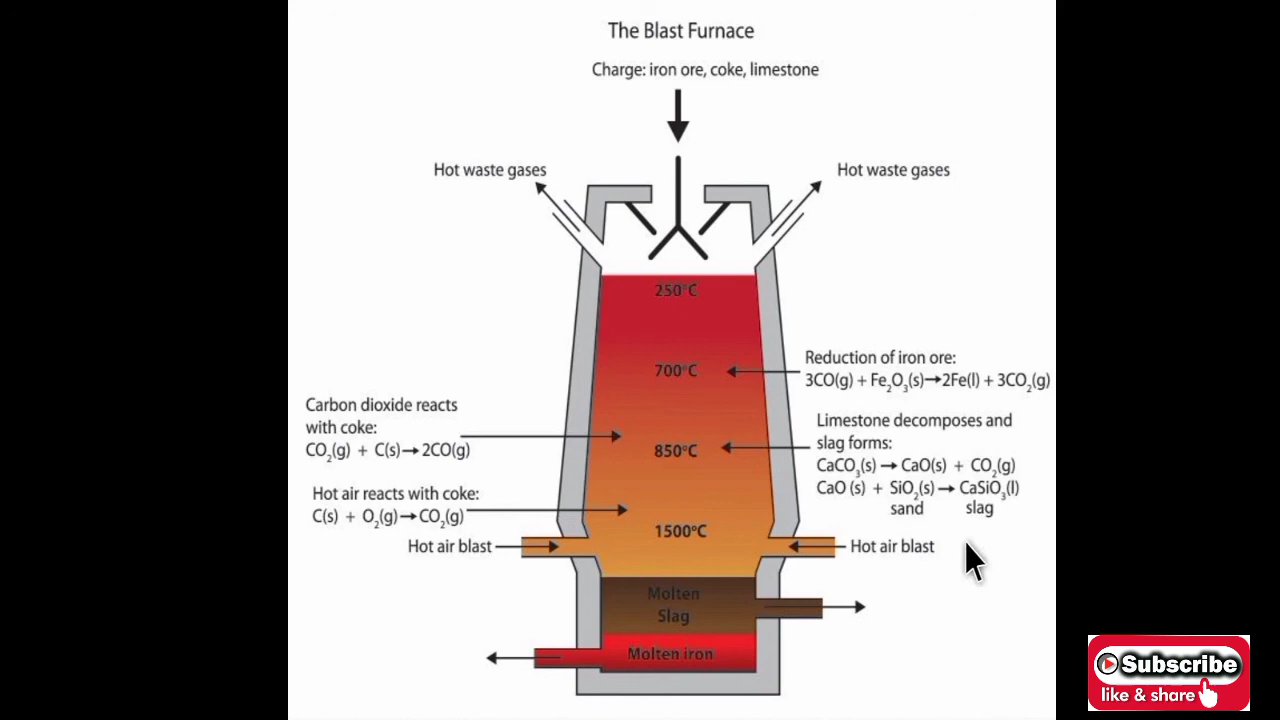 The Blast Furnace
Charge: iron ore, coke, limestone
Hot waste gases
Hot waste gases
250°C
700°C
Reduction of iron ore:
3CO(g) + Fe₂O₃(s)→2Fe(l) + 3CO₂(g)
Carbon dioxide reacts
with coke:
CO₂(g) + C(s)→2CO(g)
850°C
Limestone decomposes and
slag forms:
CaCO₃(s) → CaO(s) + CO₂(g)
CaO (s) + SiO₂(s) → CaSiO₃(l)
sand
slag
Hot air reacts with coke:
C(s) + O₂(g)→CO₂(g)
1500°C
Hot air blast
Hot air blast
Molten
Slag
Molten iron
Subscribe
like & share